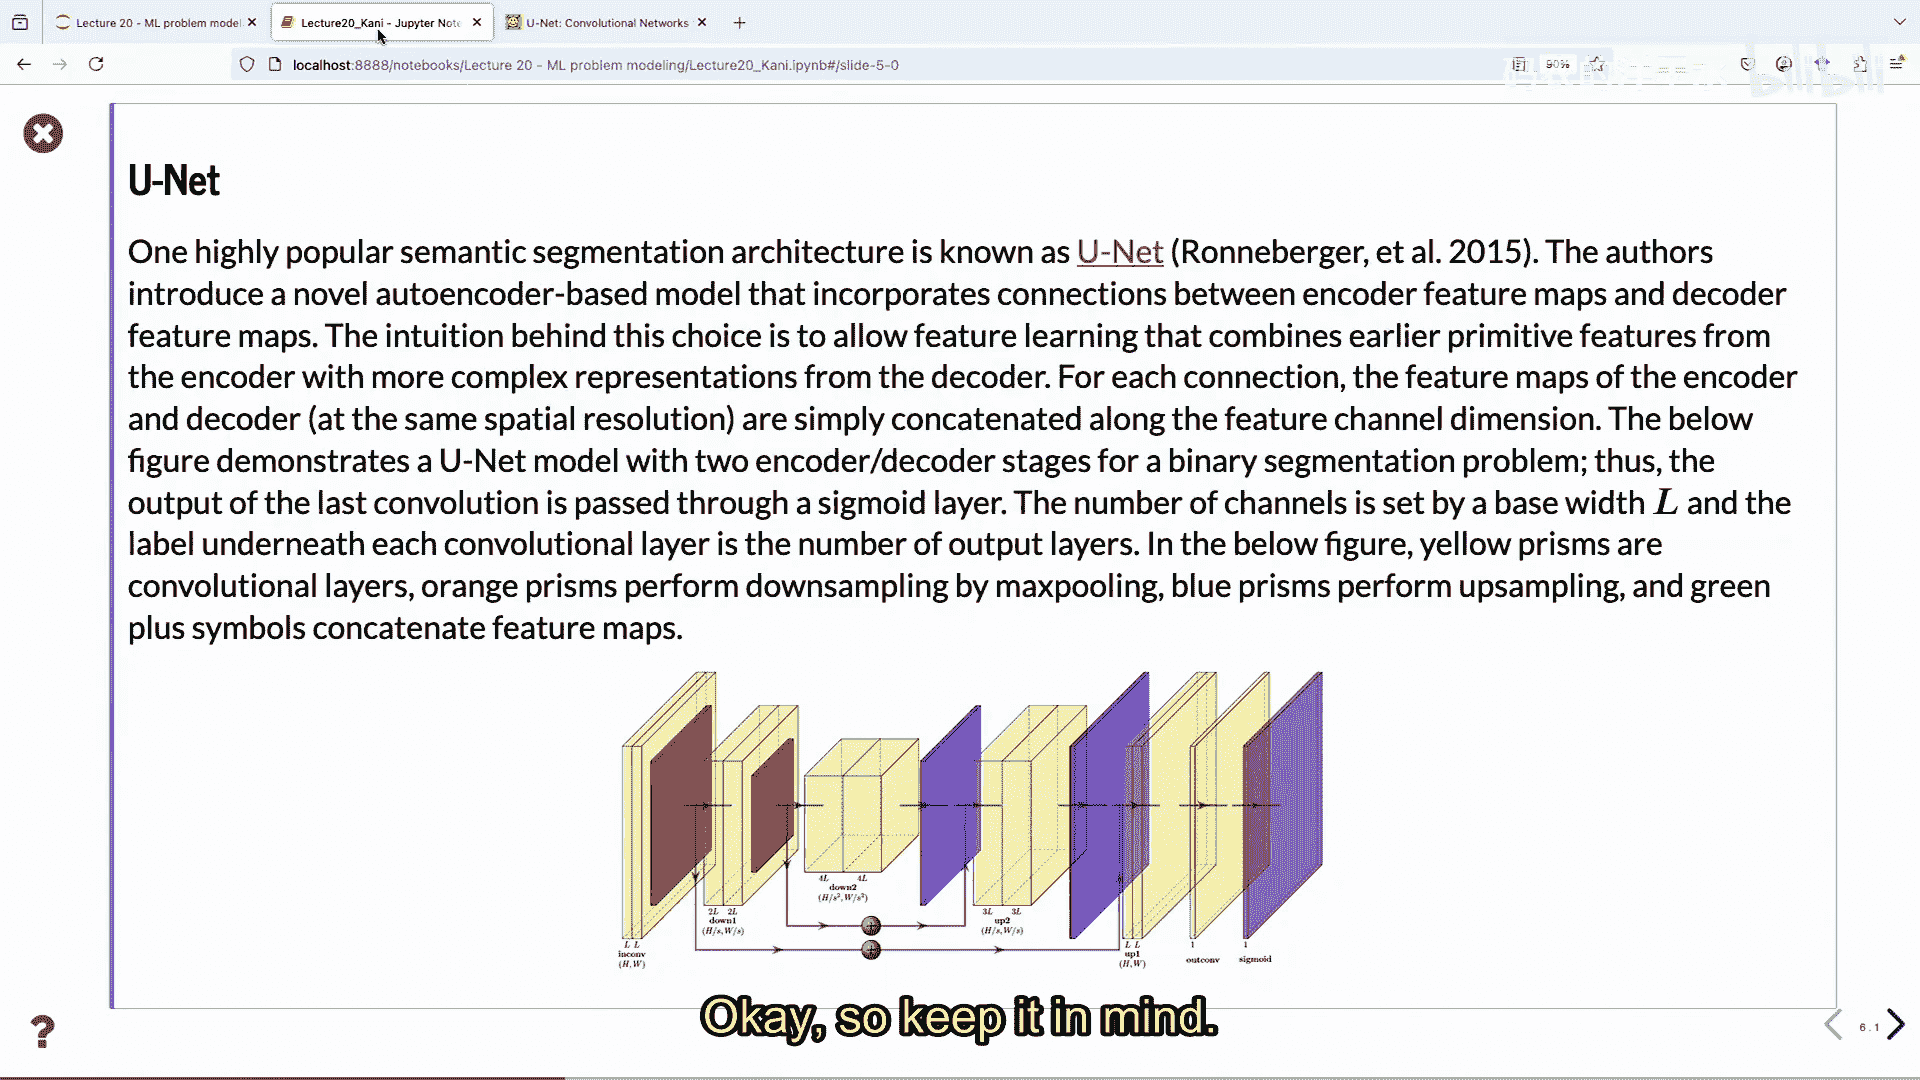 Lecture 20 - ML problem model
Lecture20_Kani - Jupyter Note
U-Net: Convolutional Networks
localhost:8888/notebooks/Lecture 20 - ML problem modeling/Lecture20_Kani.ipynb#/slide-5-0
90%
bilibili
U-Net
One highly popular semantic segmentation architecture is known as U-Net (Ronneberger, et al. 2015). The authors
introduce a novel autoencoder-based model that incorporates connections between encoder feature maps and decoder
feature maps. The intuition behind this choice is to allow feature learning that combines earlier primitive features from
the encoder with more complex representations from the decoder. For each connection, the feature maps of the encoder
and decoder (at the same spatial resolution) are simply concatenated along the feature channel dimension. The below
figure demonstrates a U-Net model with two encoder/decoder stages for a binary segmentation problem; thus, the
output of the last convolution is passed through a sigmoid layer. The number of channels is set by a base width L and the
label underneath each convolutional layer is the number of output layers. In the below figure, yellow prisms are
convolutional layers, orange prisms perform downsampling by maxpooling, blue prisms perform upsampling, and green
plus symbols concatenate feature maps.
L L
inconv
(H, W)
2L 2L
down1
(H/s, W/s)
4L 4L
down2
(H/s², W/s²)
3L 3L
up2
(H/s, W/s)
L L
up1
(H, W)
1
outconv
1
sigmoid
Okay, so keep it in mind.
6.1